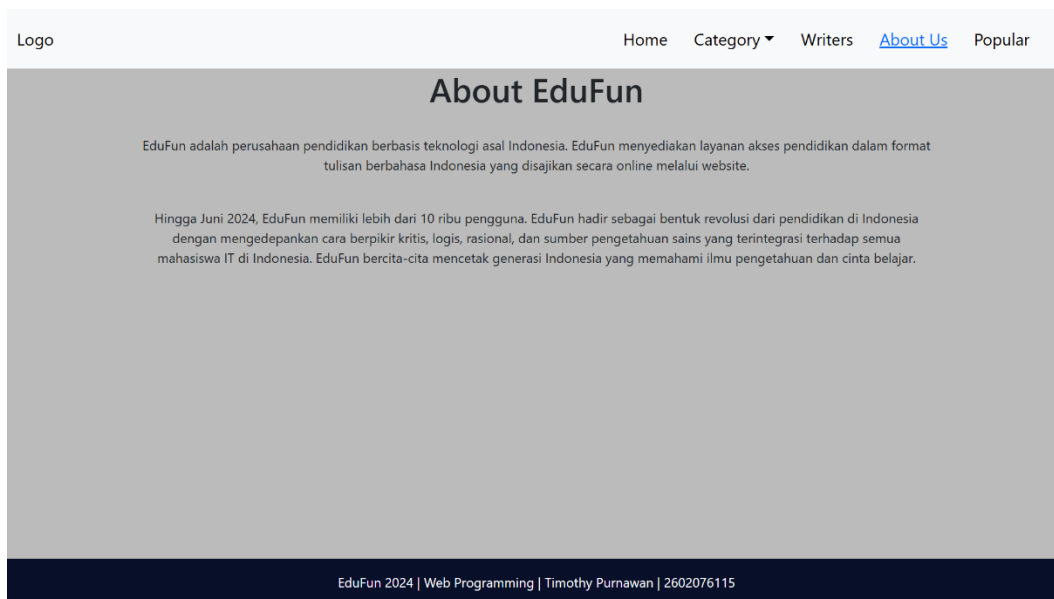 Logo
Home Category Writers About Us Popular
About EduFun
EduFun adalah perusahaan pendidikan berbasis teknologi asal Indonesia. EduFun menyediakan layanan akses pendidikan dalam format
tulisan berbahasa Indonesia yang disajikan secara online melalui website.
Hingga Juni 2024, EduFun memiliki lebih dari 10 ribu pengguna. EduFun hadir sebagai bentuk revolusi dari pendidikan di Indonesia
dengan mengedepankan cara berpikir kritis, logis, rasional, dan sumber pengetahuan sains yang terintegrasi terhadap semua
mahasiswa IT di Indonesia. EduFun bercita-cita mencetak generasi Indonesia yang memahami ilmu pengetahuan dan cinta belajar.
EduFun 2024 | Web Programming | Timothy Purnawan | 2602076115